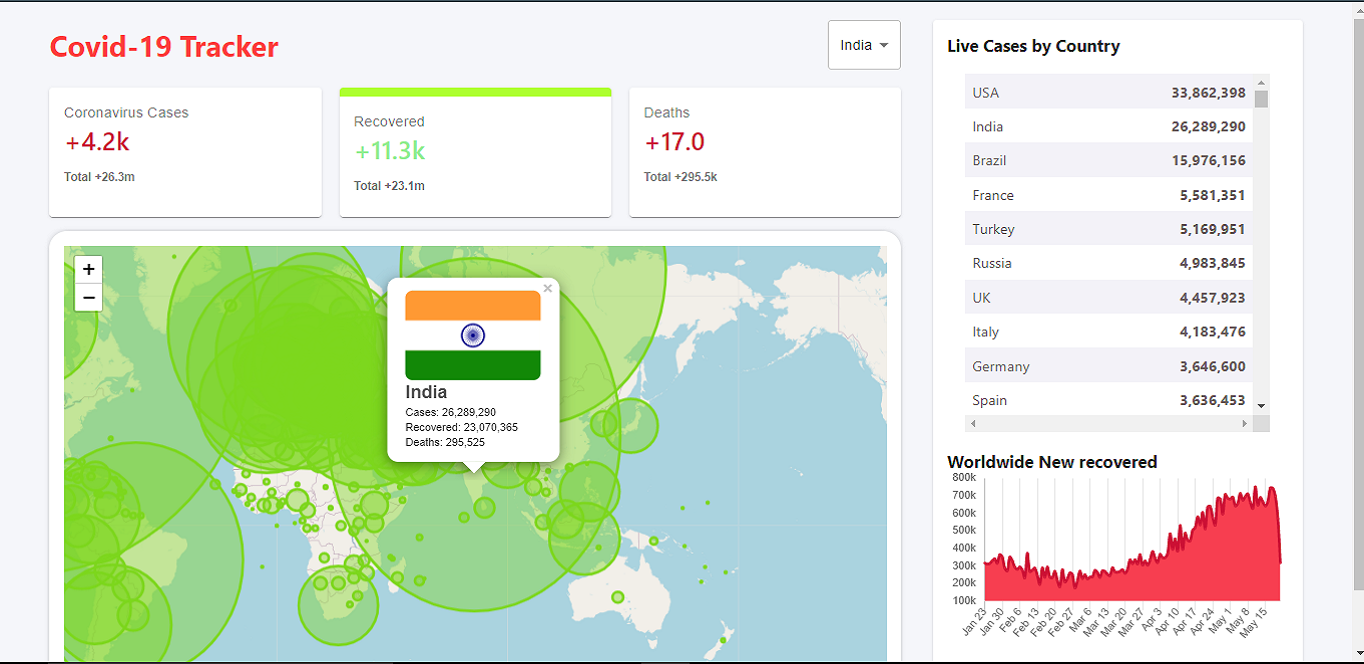 Covid-19 Tracker
India
Coronavirus Cases
+4.2k
Total +26.3m
Recovered
+11.3k
Total +23.1m
Deaths
+17.0
Total +295.5k
+
−
×
India
Cases: 26,289,290
Recovered: 23,070,365
Deaths: 295,525
Live Cases by Country
USA 33,862,398
India 26,289,290
Brazil 15,976,156
France 5,581,351
Turkey 5,169,951
Russia 4,983,845
UK 4,457,923
Italy 4,183,476
Germany 3,646,600
Spain 3,636,453
Worldwide New recovered
800k
700k
600k
500k
400k
300k
200k
100k
Jan 23
Jan 30
Feb 6
Feb 13
Feb 20
Feb 27
Mar 6
Mar 13
Mar 20
Mar 27
Apr 3
Apr 10
Apr 17
Apr 24
May 1
May 8
May 15